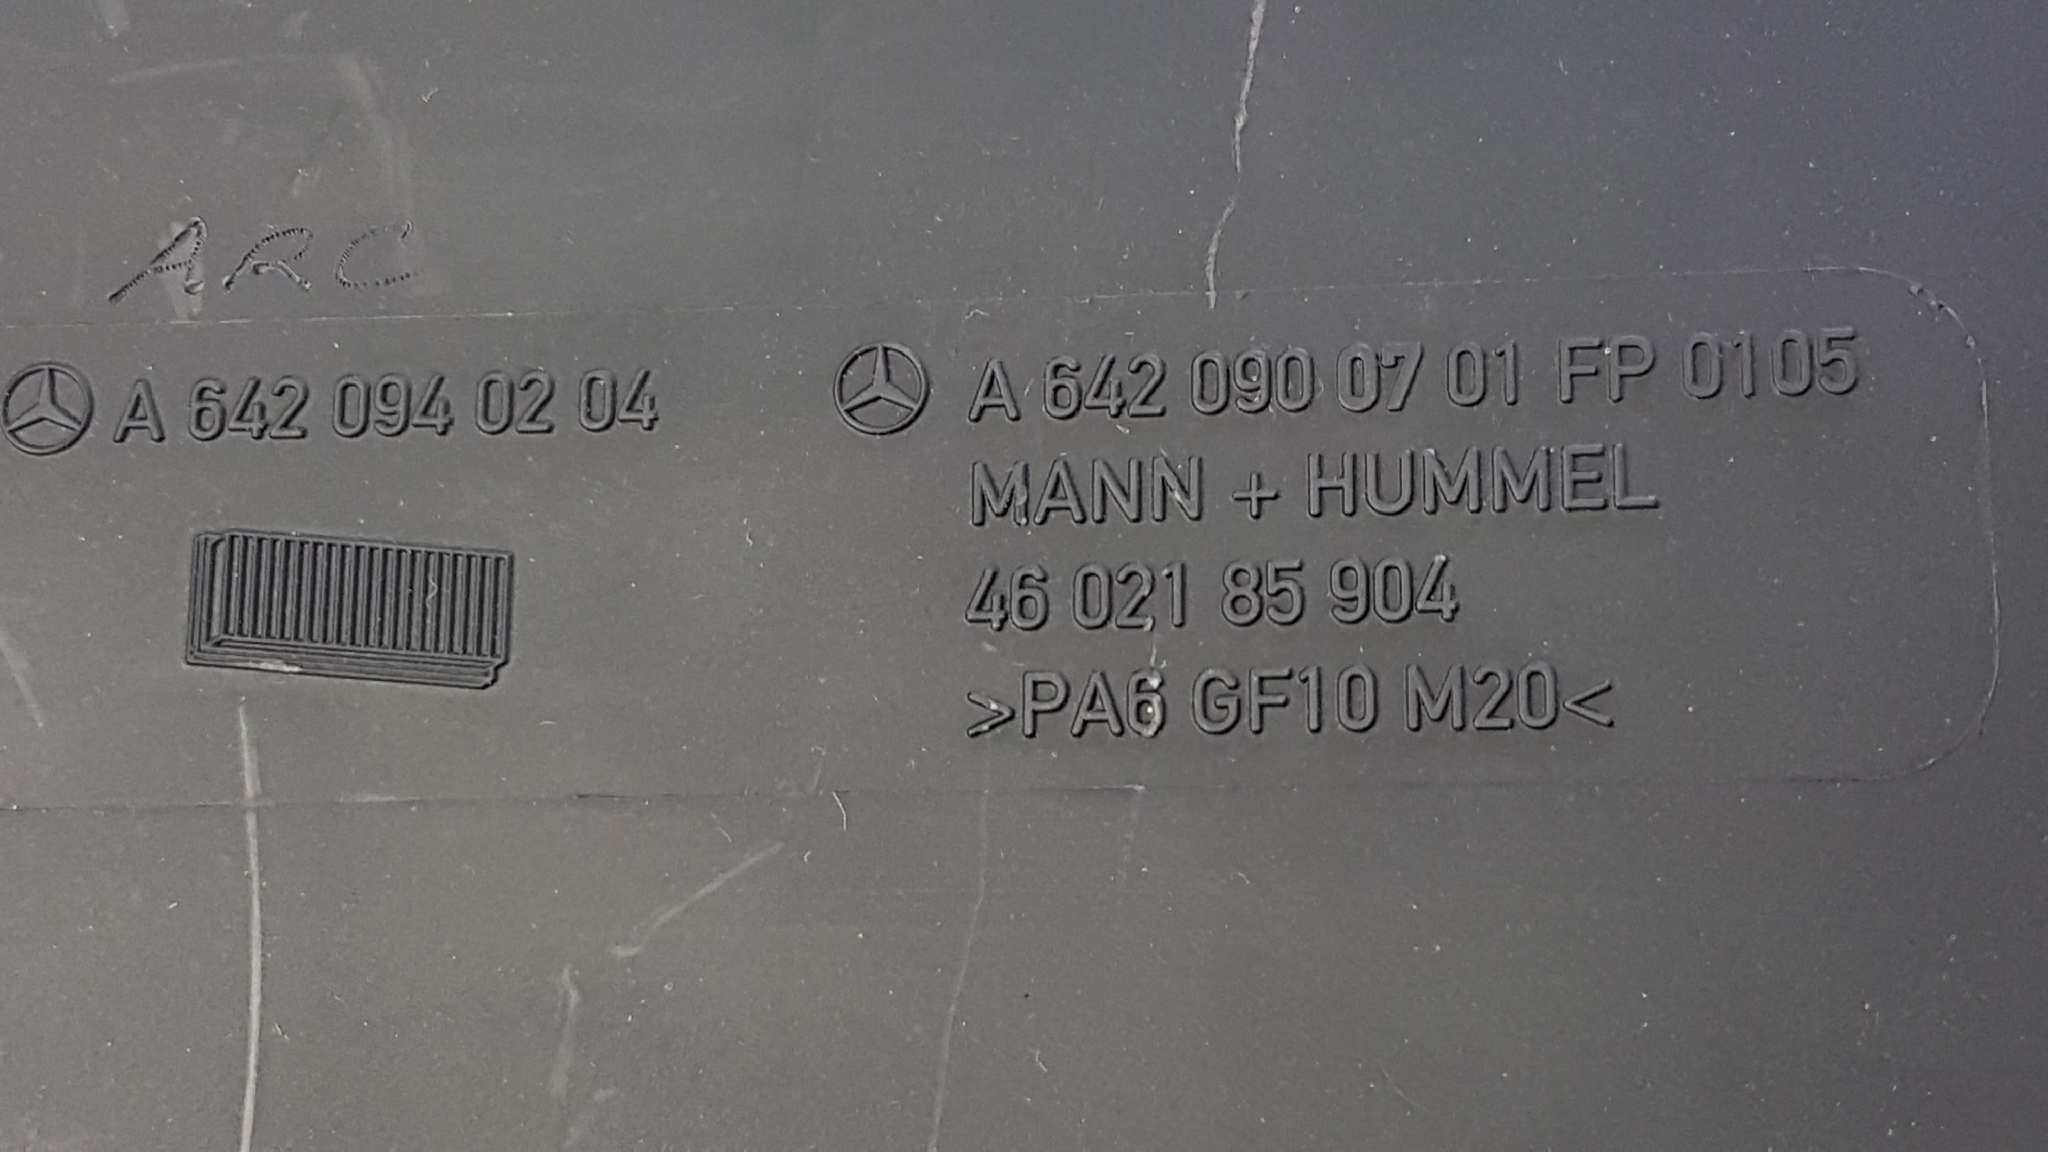 ARC
A 642 094 02 04
A 642 090 07 01 FP 0105
MANN + HUMMEL
46 021 85 904
>PA6 GF10 M20<